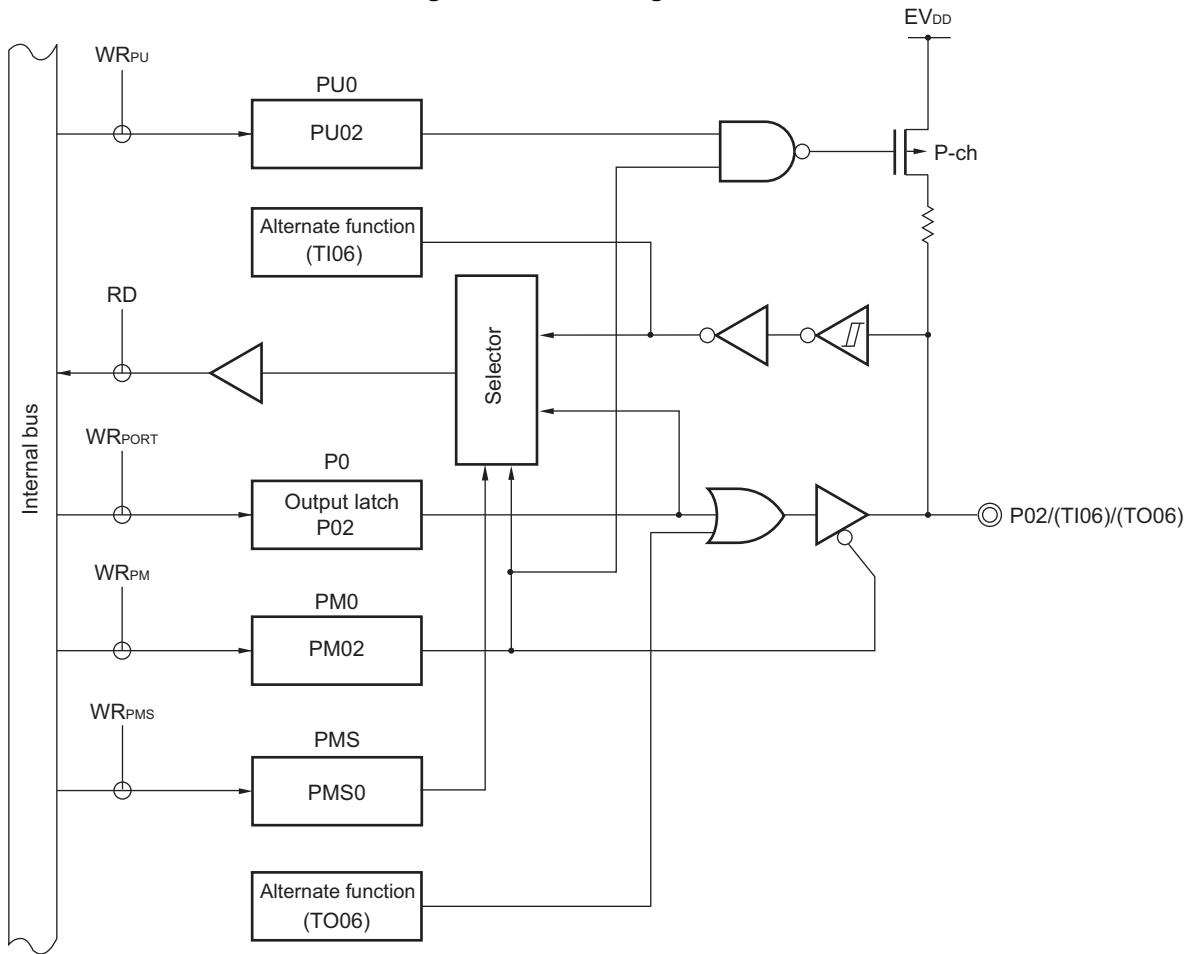 EVDD
WRPU
PU0
PU02
P-ch
Alternate function
(TI06)
RD
Selector
Internal bus
WRPORT
P0
Output latch
P02
P02/(TI06)/(TO06)
WRPM
PM0
PM02
WRPMS
PMS
PMS0
Alternate function
(TO06)